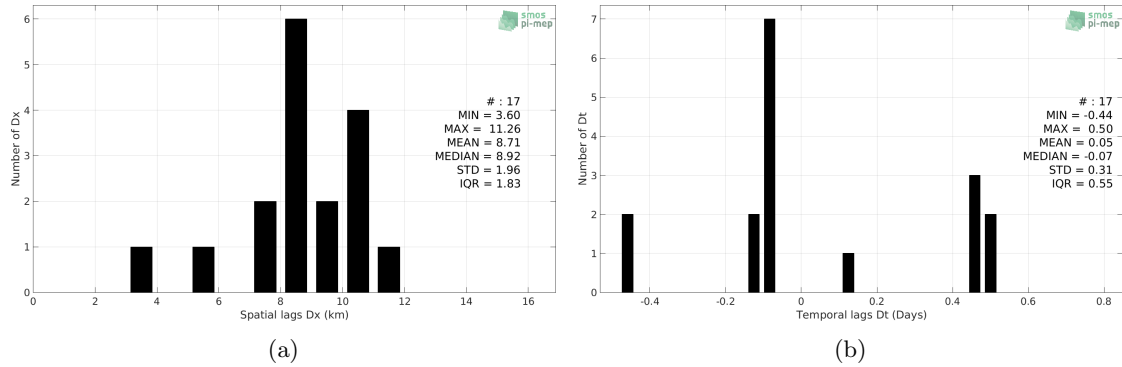 smos
pi-mep
6
5
4
3
2
1
0
Number of Dx
# : 17
MIN = 3.60
MAX = 11.26
MEAN = 8.71
MEDIAN = 8.92
STD = 1.96
IQR = 1.83
0 2 4 6 8 10 12 14 16
Spatial lags Dx (km)
(a)
smos
pi-mep
7
6
5
4
3
2
1
0
Number of Dt
# : 17
MIN = -0.44
MAX = 0.50
MEAN = 0.05
MEDIAN = -0.07
STD = 0.31
IQR = 0.55
-0.4 -0.2 0 0.2 0.4 0.6 0.8
Temporal lags Dt (Days)
(b)